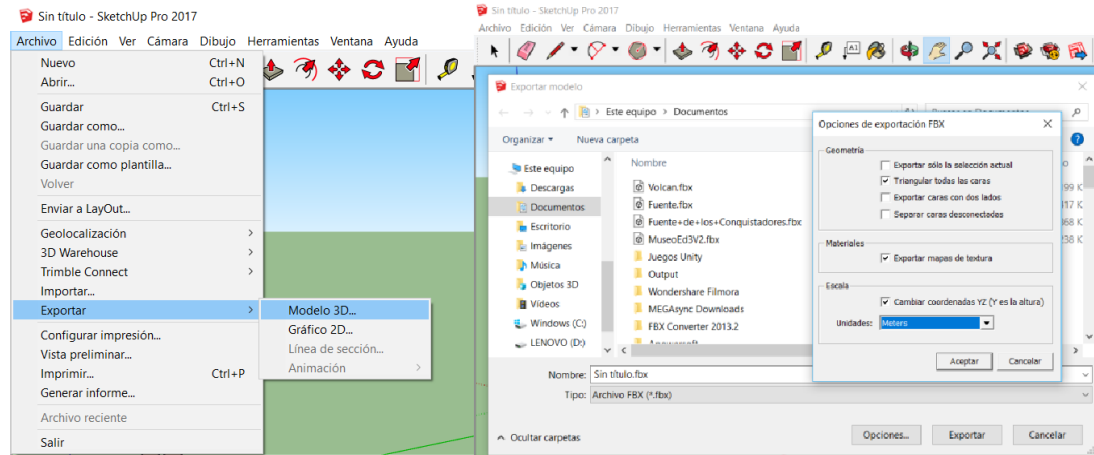 Sin título - SketchUp Pro 2017
Archivo Edición Ver Cámara Dibujo Herramientas Ventana Ayuda
Nuevo Ctrl+N
Abrir... Ctrl+O
Guardar Ctrl+S
Guardar como...
Guardar una copia como...
Guardar como plantilla...
Volver
Enviar a LayOut...
Geolocalización
3D Warehouse
Trimble Connect
Importar...
Exportar
Configurar impresión...
Vista preliminar...
Imprimir... Ctrl+P
Generar informe...
Archivo reciente
Salir
Modelo 3D...
Gráfico 2D...
Línea de sección...
Animación
Sin título - SketchUp Pro 2017
Archivo Edición Ver Cámara Dibujo Herramientas Ventana Ayuda
Exportar modelo
Este equipo > Documentos
Organizar Nueva carpeta
Este equipo
Descargas
Documentos
Escritorio
Imágenes
Música
Objetos 3D
Vídeos
Windows (C:)
LENOVO (D:)
Nombre
Volcan.fbx
Fuente.fbx
Fuente+de+los+Conquistadores.fbx
MuseoEd3V2.fbx
Juegos Unity
Output
Wondershare Filmora
MEGAsync Downloads
FBX Converter 2013.2
Nombre: Sin título.fbx
Tipo: Archivo FBX (*.fbx)
Ocultar carpetas
Opciones... Exportar Cancelar
Opciones de exportación FBX
Geometría
Exportar sólo la selección actual
Triangular todas las caras
Exportar caras con dos lados
Separar caras desconectadas
Materiales
Exportar mapas de textura
Escala
Cambiar coordenadas YZ (Y es la altura)
Unidades: Meters
Aceptar Cancelar